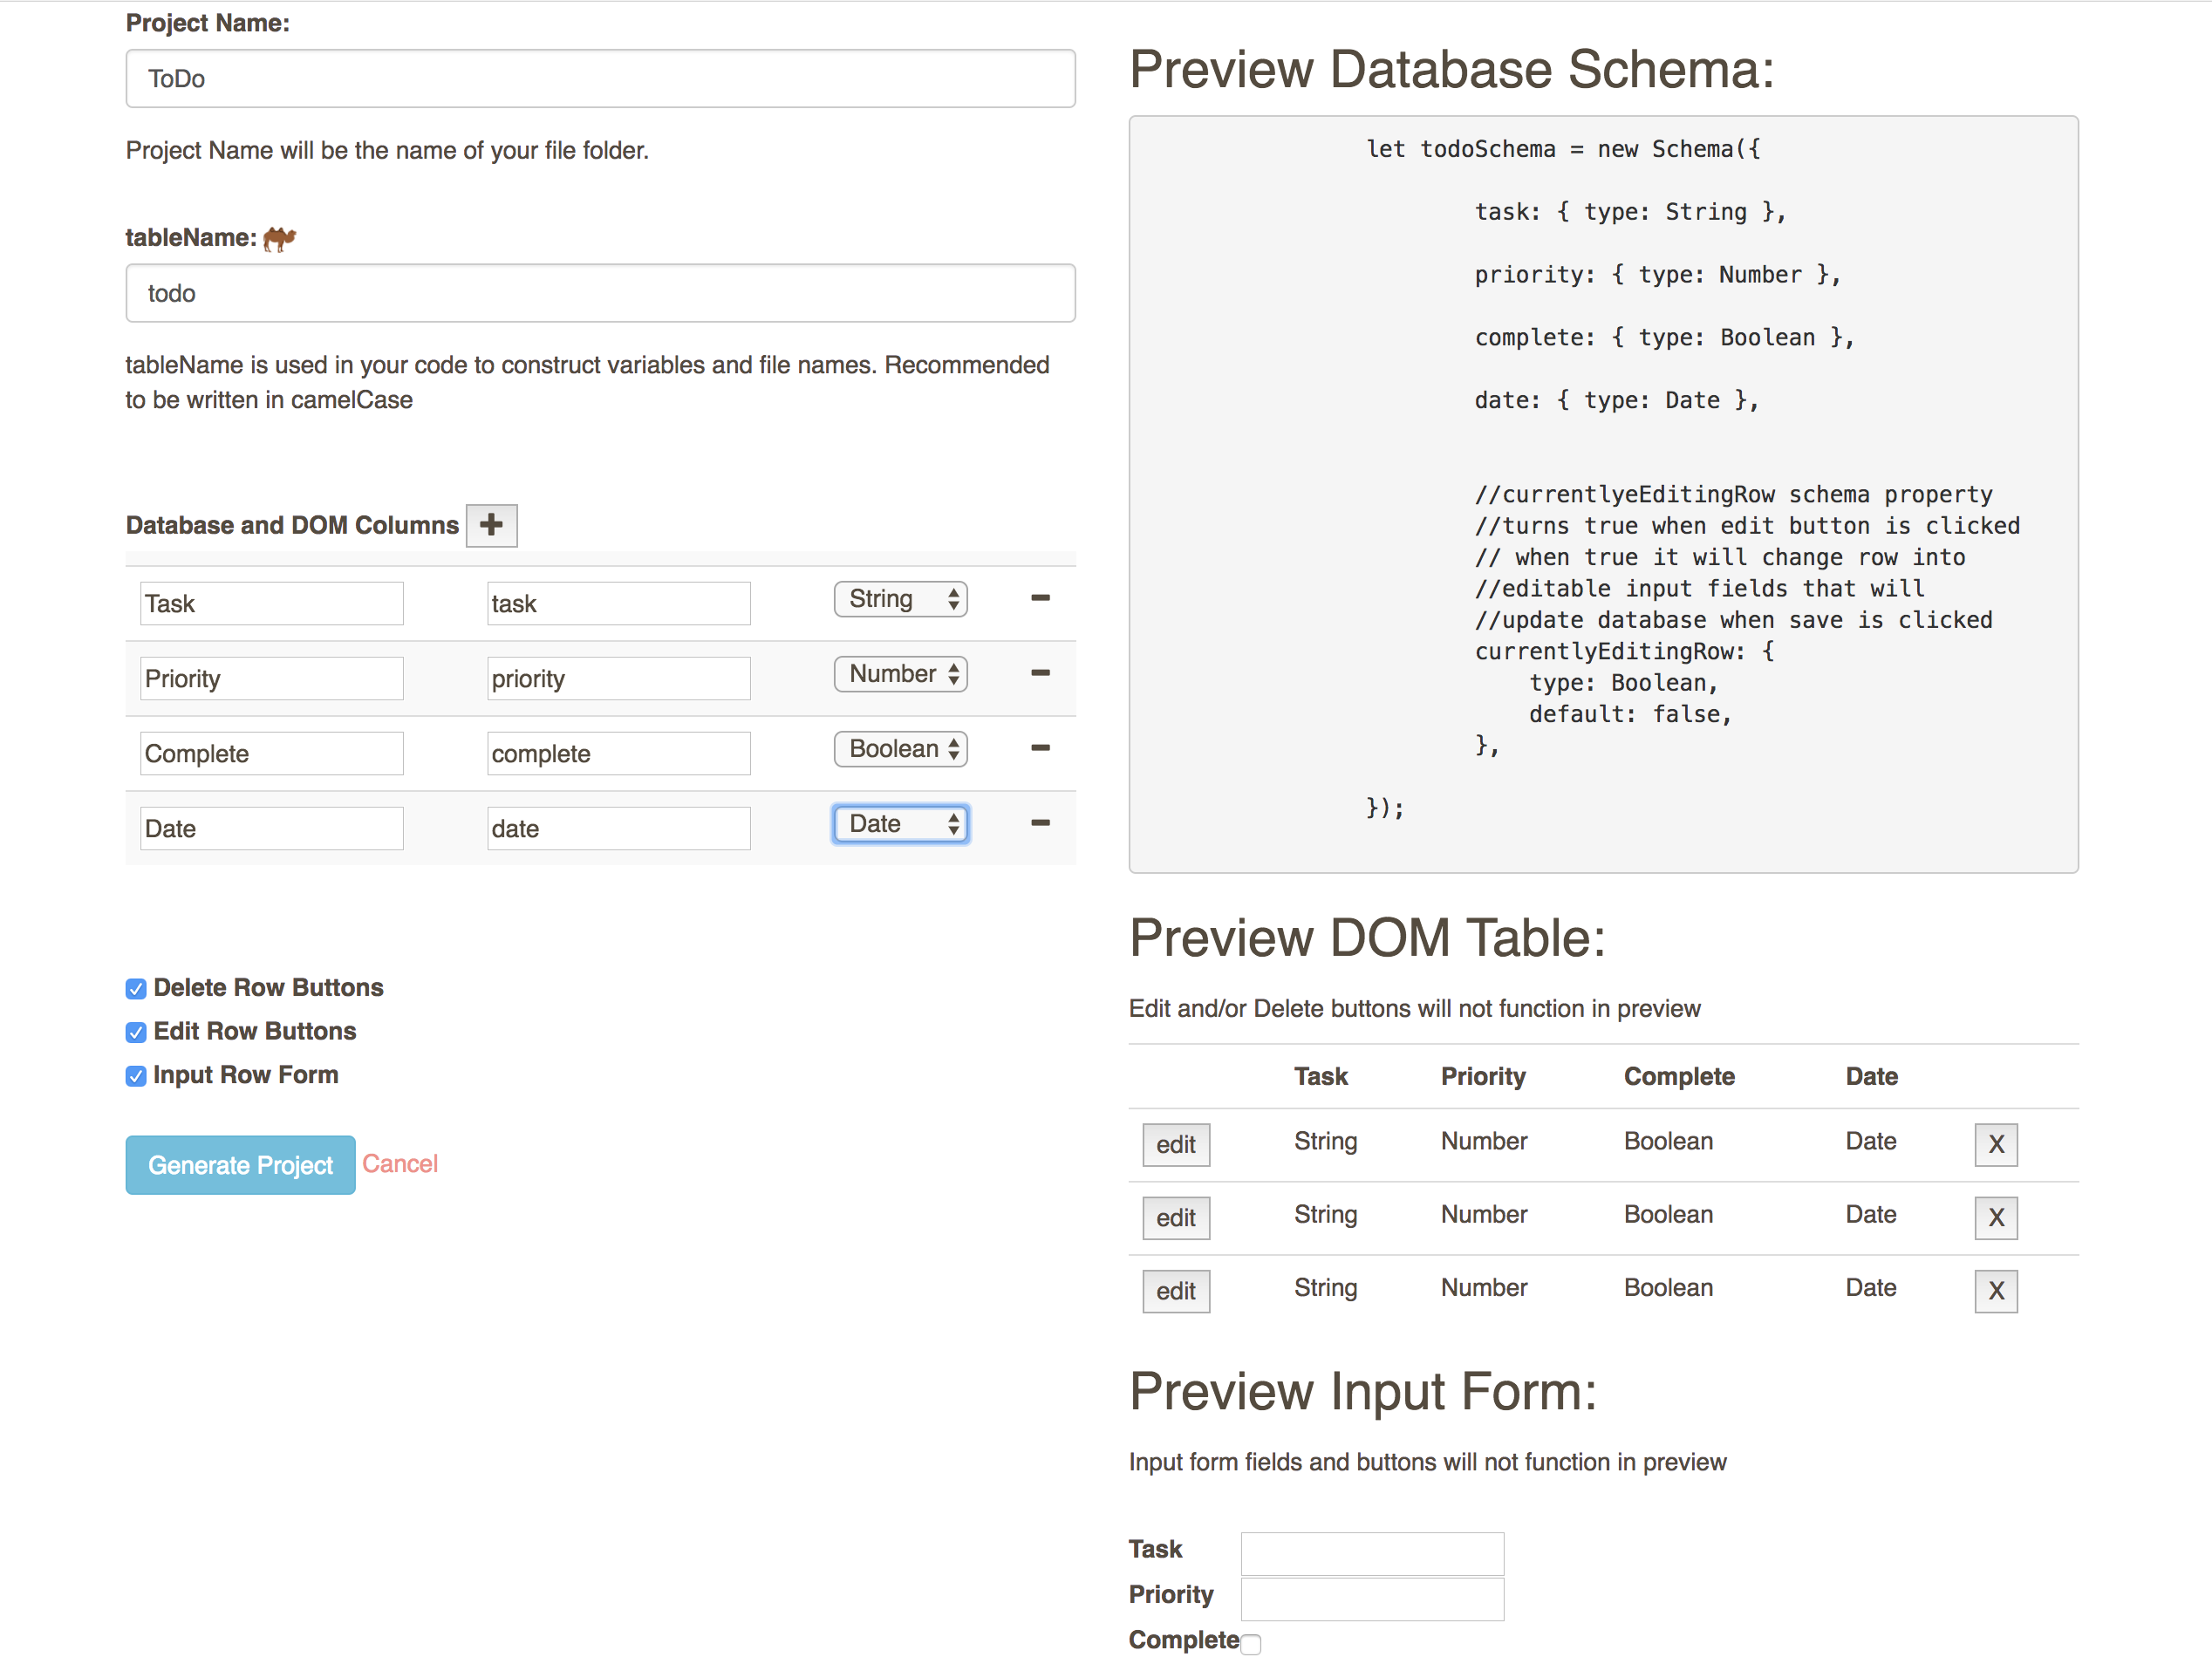 Project Name:
ToDo
Project Name will be the name of your file folder.
tableName:
todo
tableName is used in your code to construct variables and file names. Recommended
to be written in camelCase
Database and DOM Columns +
Task task String
Priority priority Number
Complete complete Boolean
Date date Date
Delete Row Buttons
Edit Row Buttons
Input Row Form
Generate Project Cancel
Preview Database Schema:
let todoSchema = new Schema({
task: { type: String },
priority: { type: Number },
complete: { type: Boolean },
date: { type: Date },
//currentlyeEditingRow schema property
//turns true when edit button is clicked
// when true it will change row into
//editable input fields that will
//update database when save is clicked
currentlyEditingRow: {
type: Boolean,
default: false,
},
});
Preview DOM Table:
Edit and/or Delete buttons will not function in preview
Task Priority Complete Date
edit String Number Boolean Date X
edit String Number Boolean Date X
edit String Number Boolean Date X
Preview Input Form:
Input form fields and buttons will not function in preview
Task
Priority
Complete